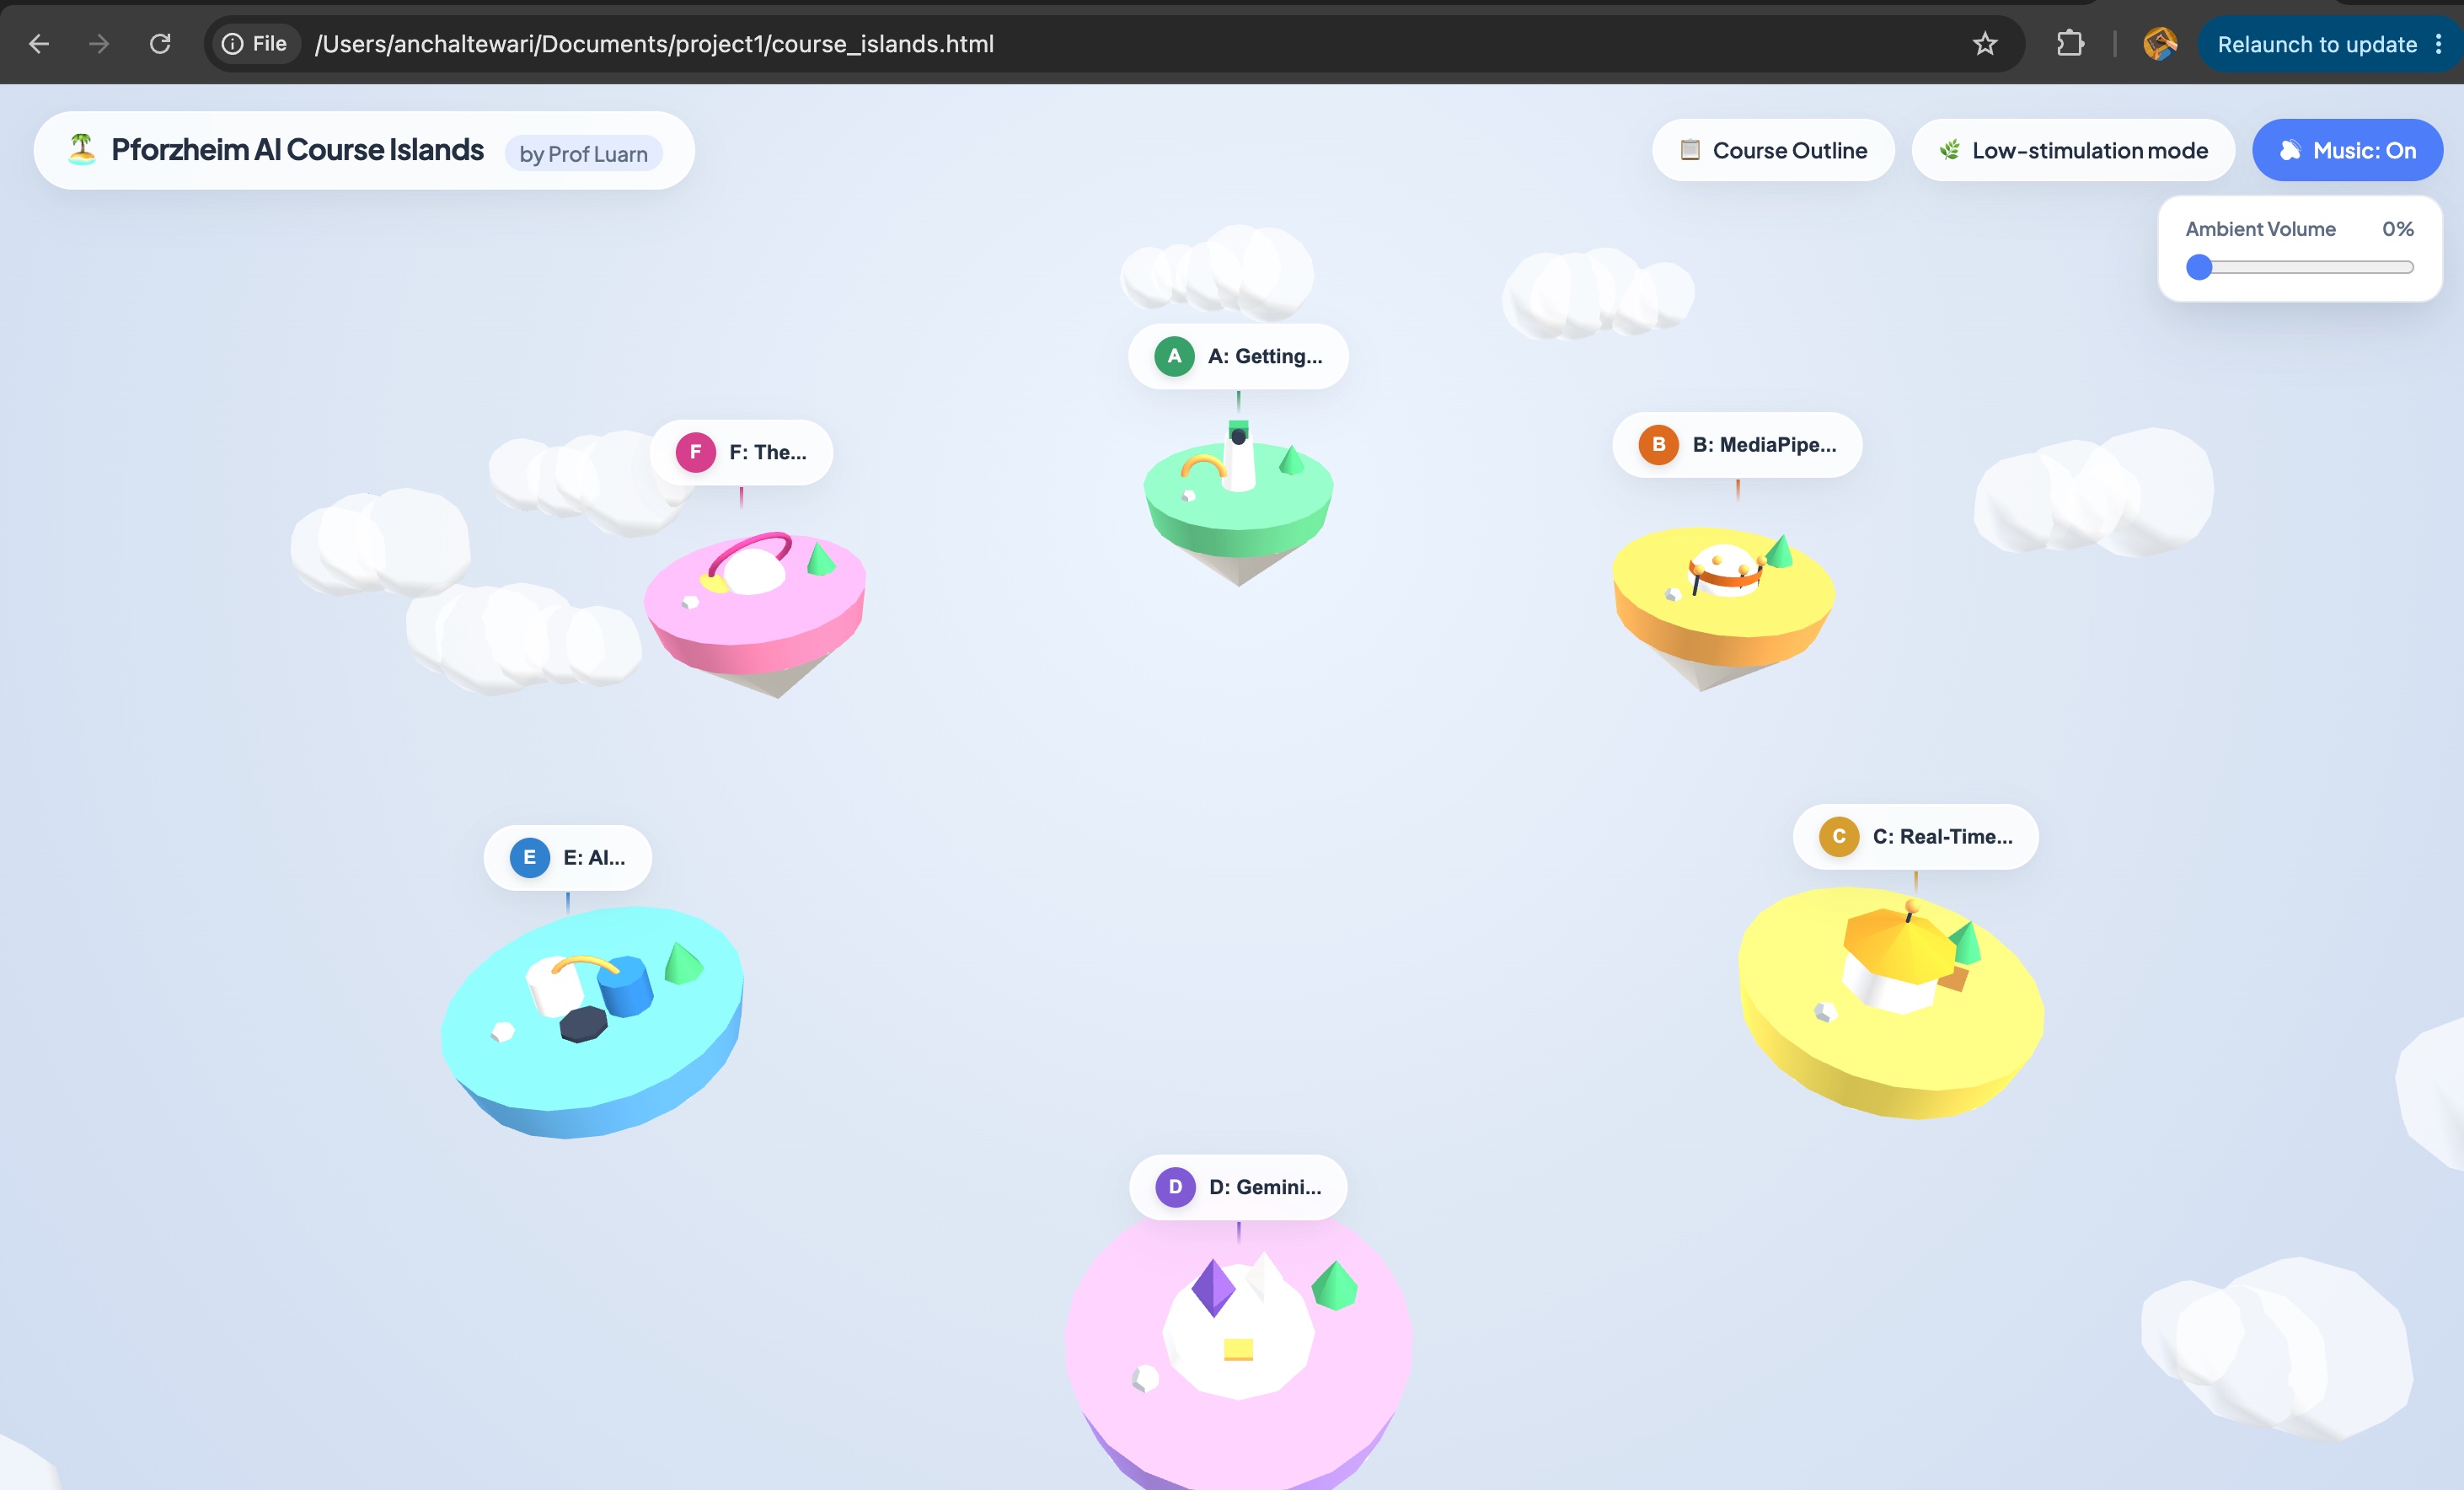 File /Users/anchaltewari/Documents/project1/course_islands.html
Relaunch to update
Pforzheim AI Course Islands by Prof Luarn
Course Outline
Low-stimulation mode
Music: On
Ambient Volume 0%
A A: Getting...
F F: The...
B B: MediaPipe...
E E: AI...
C C: Real-Time...
D D: Gemini...